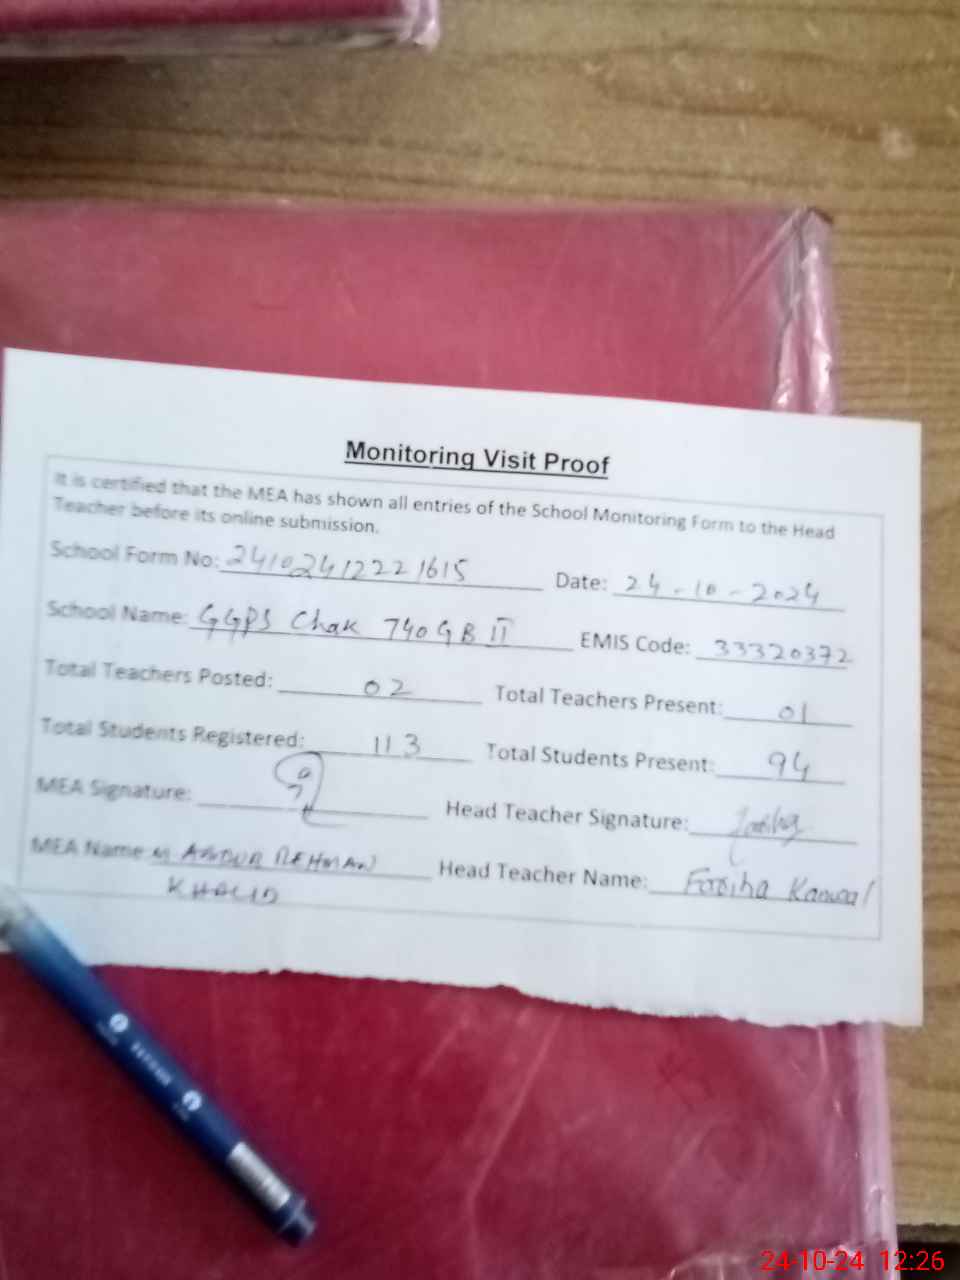 Monitoring Visit Proof
It is certified that the MEA has shown all entries of the School Monitoring Form to the Head
Teacher before its online submission.
School Form No: 241024122221615 Date: 24-10-2024
School Name: GGPS Chak 740 GB II EMIS Code: 33320372
Total Teachers Posted: 02 Total Teachers Present: 01
Total Students Registered: 113 Total Students Present: 94
MEA Signature: Head Teacher Signature:
MEA Name M ABDUR REHMAN Head Teacher Name: Fooiha Kanwal
KHALID
24-10-24 12:26